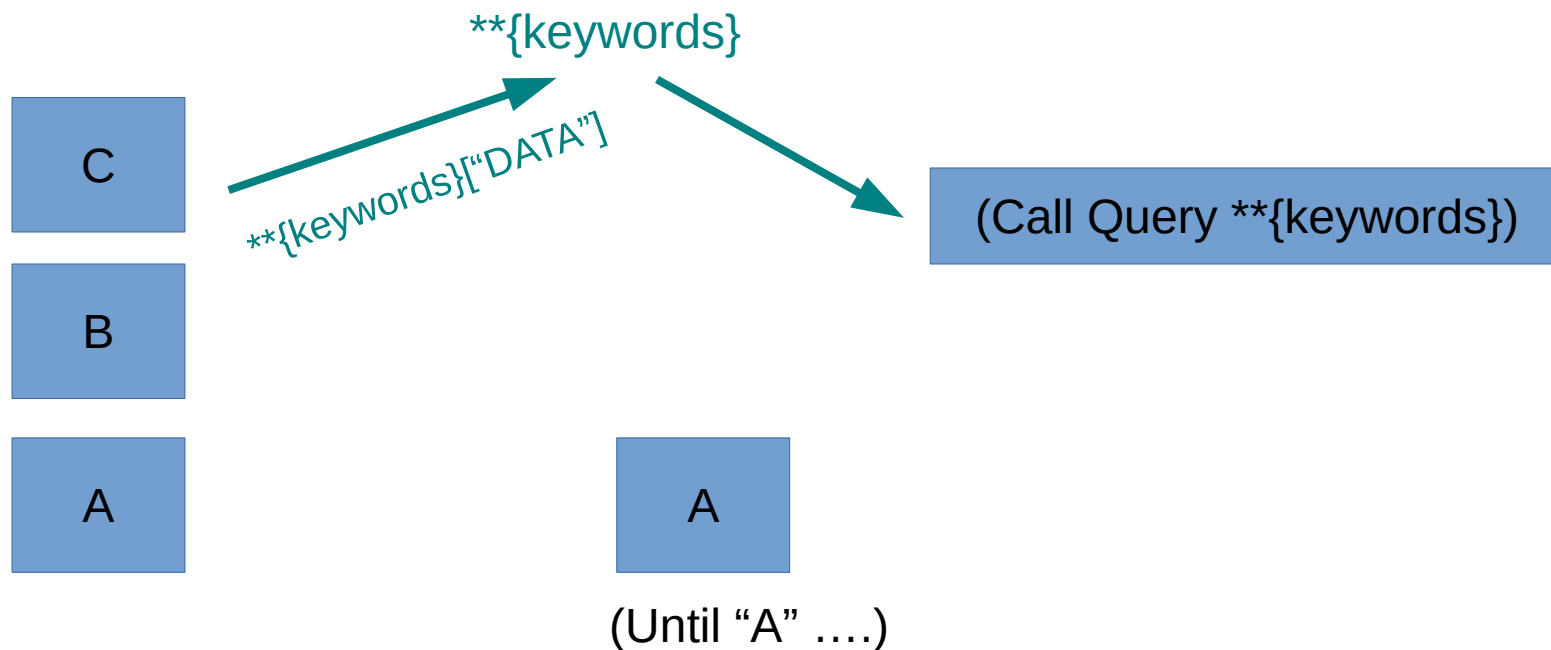 **{keywords}
C
**{keywords}[“DATA”]
(Call Query **{keywords})
B
A
A
(Until “A” ….)